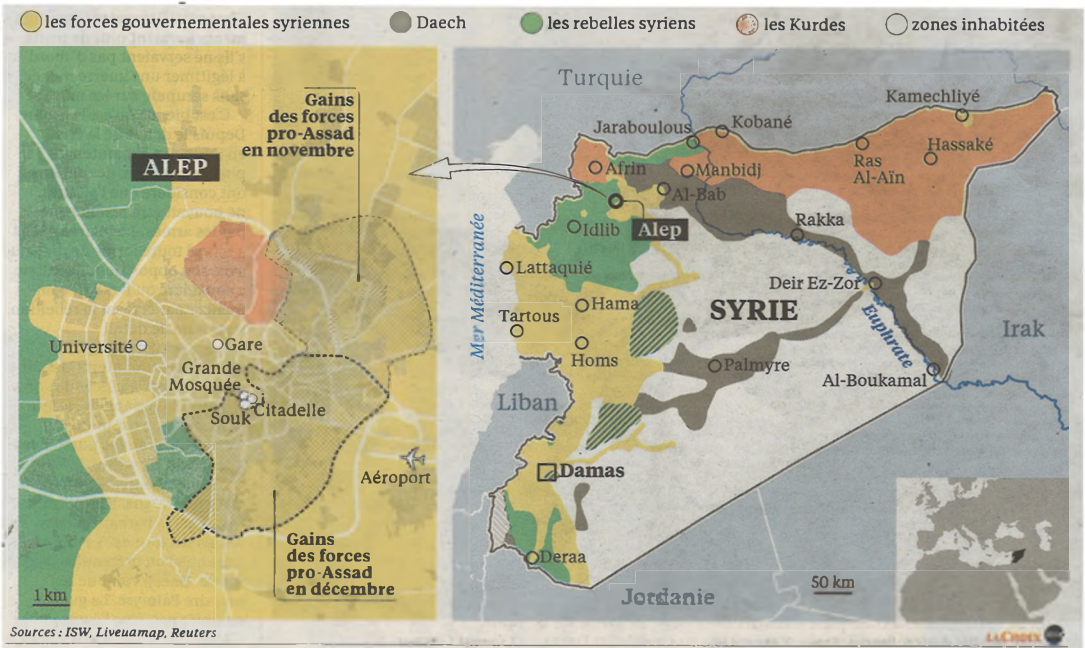 les forces gouvernementales syriennes
Daech
les rebelles syriens
les Kurdes
zones inhabitées
Gains
des forces
pro-Assad
en novembre
ALEP
Université
Gare
Grande
Mosquée
Souk
Citadelle
Aéroport
Gains
des forces
pro-Assad
en décembre
1 km
Turquie
Kamechliyé
Jaraboulous
Kobané
Hassaké
Ras
Al-Aïn
Afrin
Manbidj
Al-Bab
Rakka
Alep
Idlib
Mer Méditerranée
Lattaquié
Deir Ez-Zor
Hama
SYRIE
Tartous
Euphrate
Irak
Homs
Palmyre
Al-Boukamal
Liban
Damas
Deraa
50 km
Jordanie
Sources : ISW, Liveuamap, Reuters
LA CROIX